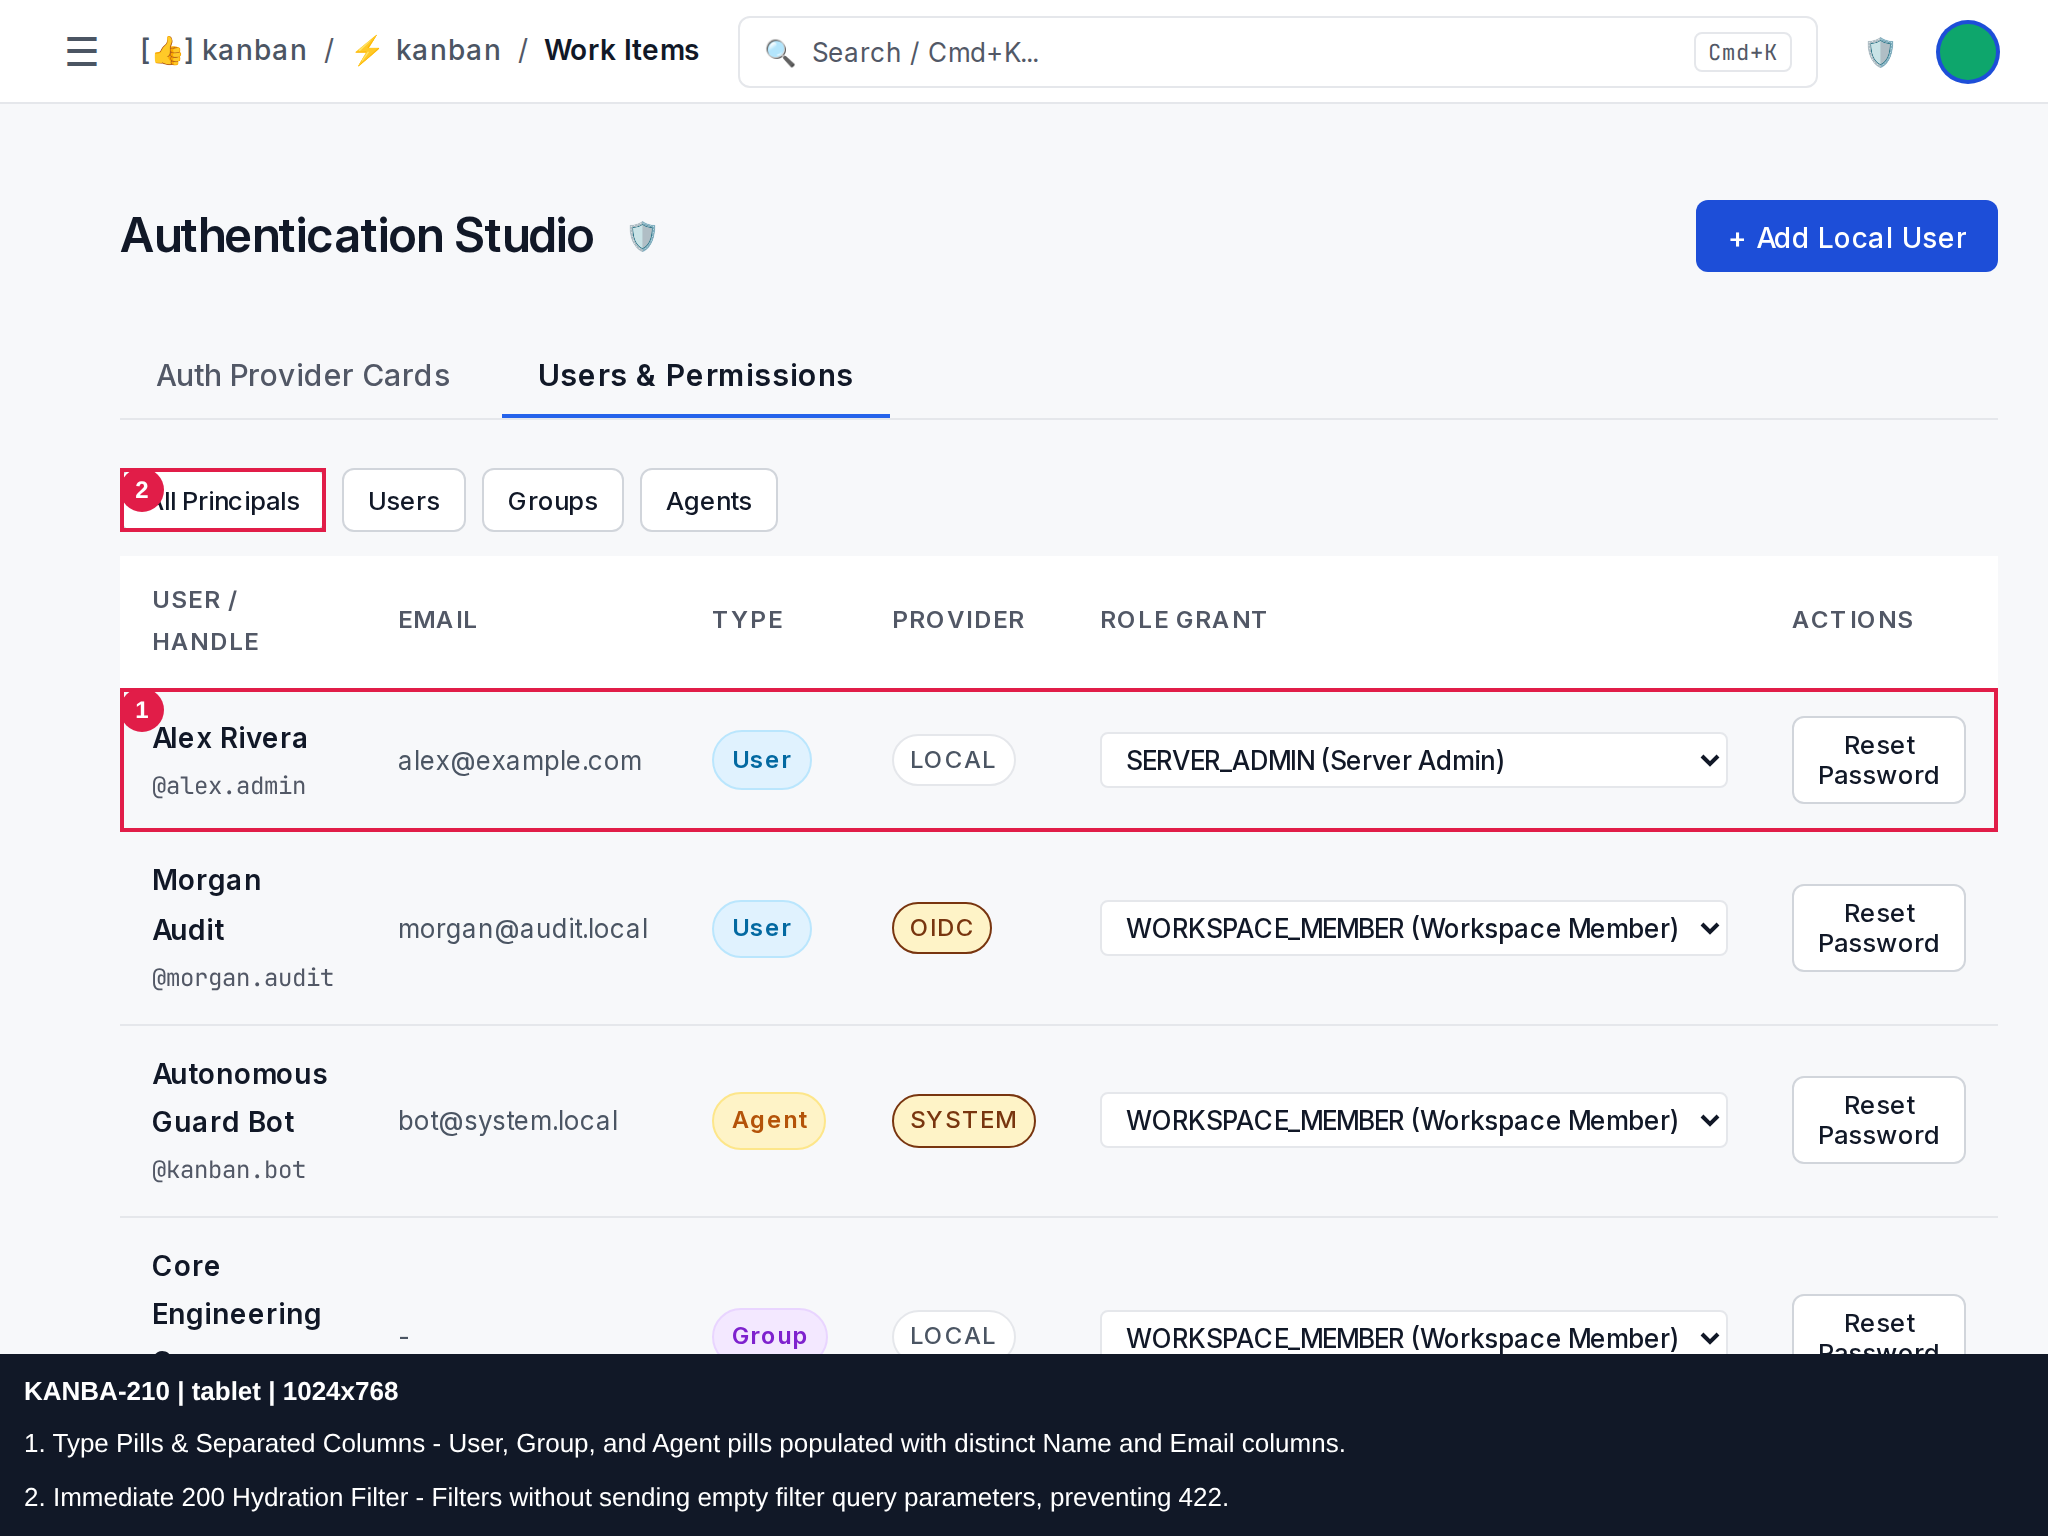 [👍] kanban / ⚡ kanban / Work Items
🔍 Search / Cmd+K... Cmd+K
Authentication Studio
+ Add Local User
Auth Provider Cards Users & Permissions
2 All Principals Users Groups Agents
USER / HANDLE EMAIL TYPE PROVIDER ROLE GRANT ACTIONS
1
Alex Rivera
@alex.admin
alex@example.com
User
LOCAL
SERVER_ADMIN (Server Admin)
Reset
Password
Morgan
Audit
@morgan.audit
morgan@audit.local
User
OIDC
WORKSPACE_MEMBER (Workspace Member)
Reset
Password
Autonomous
Guard Bot
@kanban.bot
bot@system.local
Agent
SYSTEM
WORKSPACE_MEMBER (Workspace Member)
Reset
Password
Core
Engineering
-
Group
LOCAL
WORKSPACE_MEMBER (Workspace Member)
Reset
Password
KANBA-210 | tablet | 1024x768
1. Type Pills & Separated Columns - User, Group, and Agent pills populated with distinct Name and Email columns.
2. Immediate 200 Hydration Filter - Filters without sending empty filter query parameters, preventing 422.